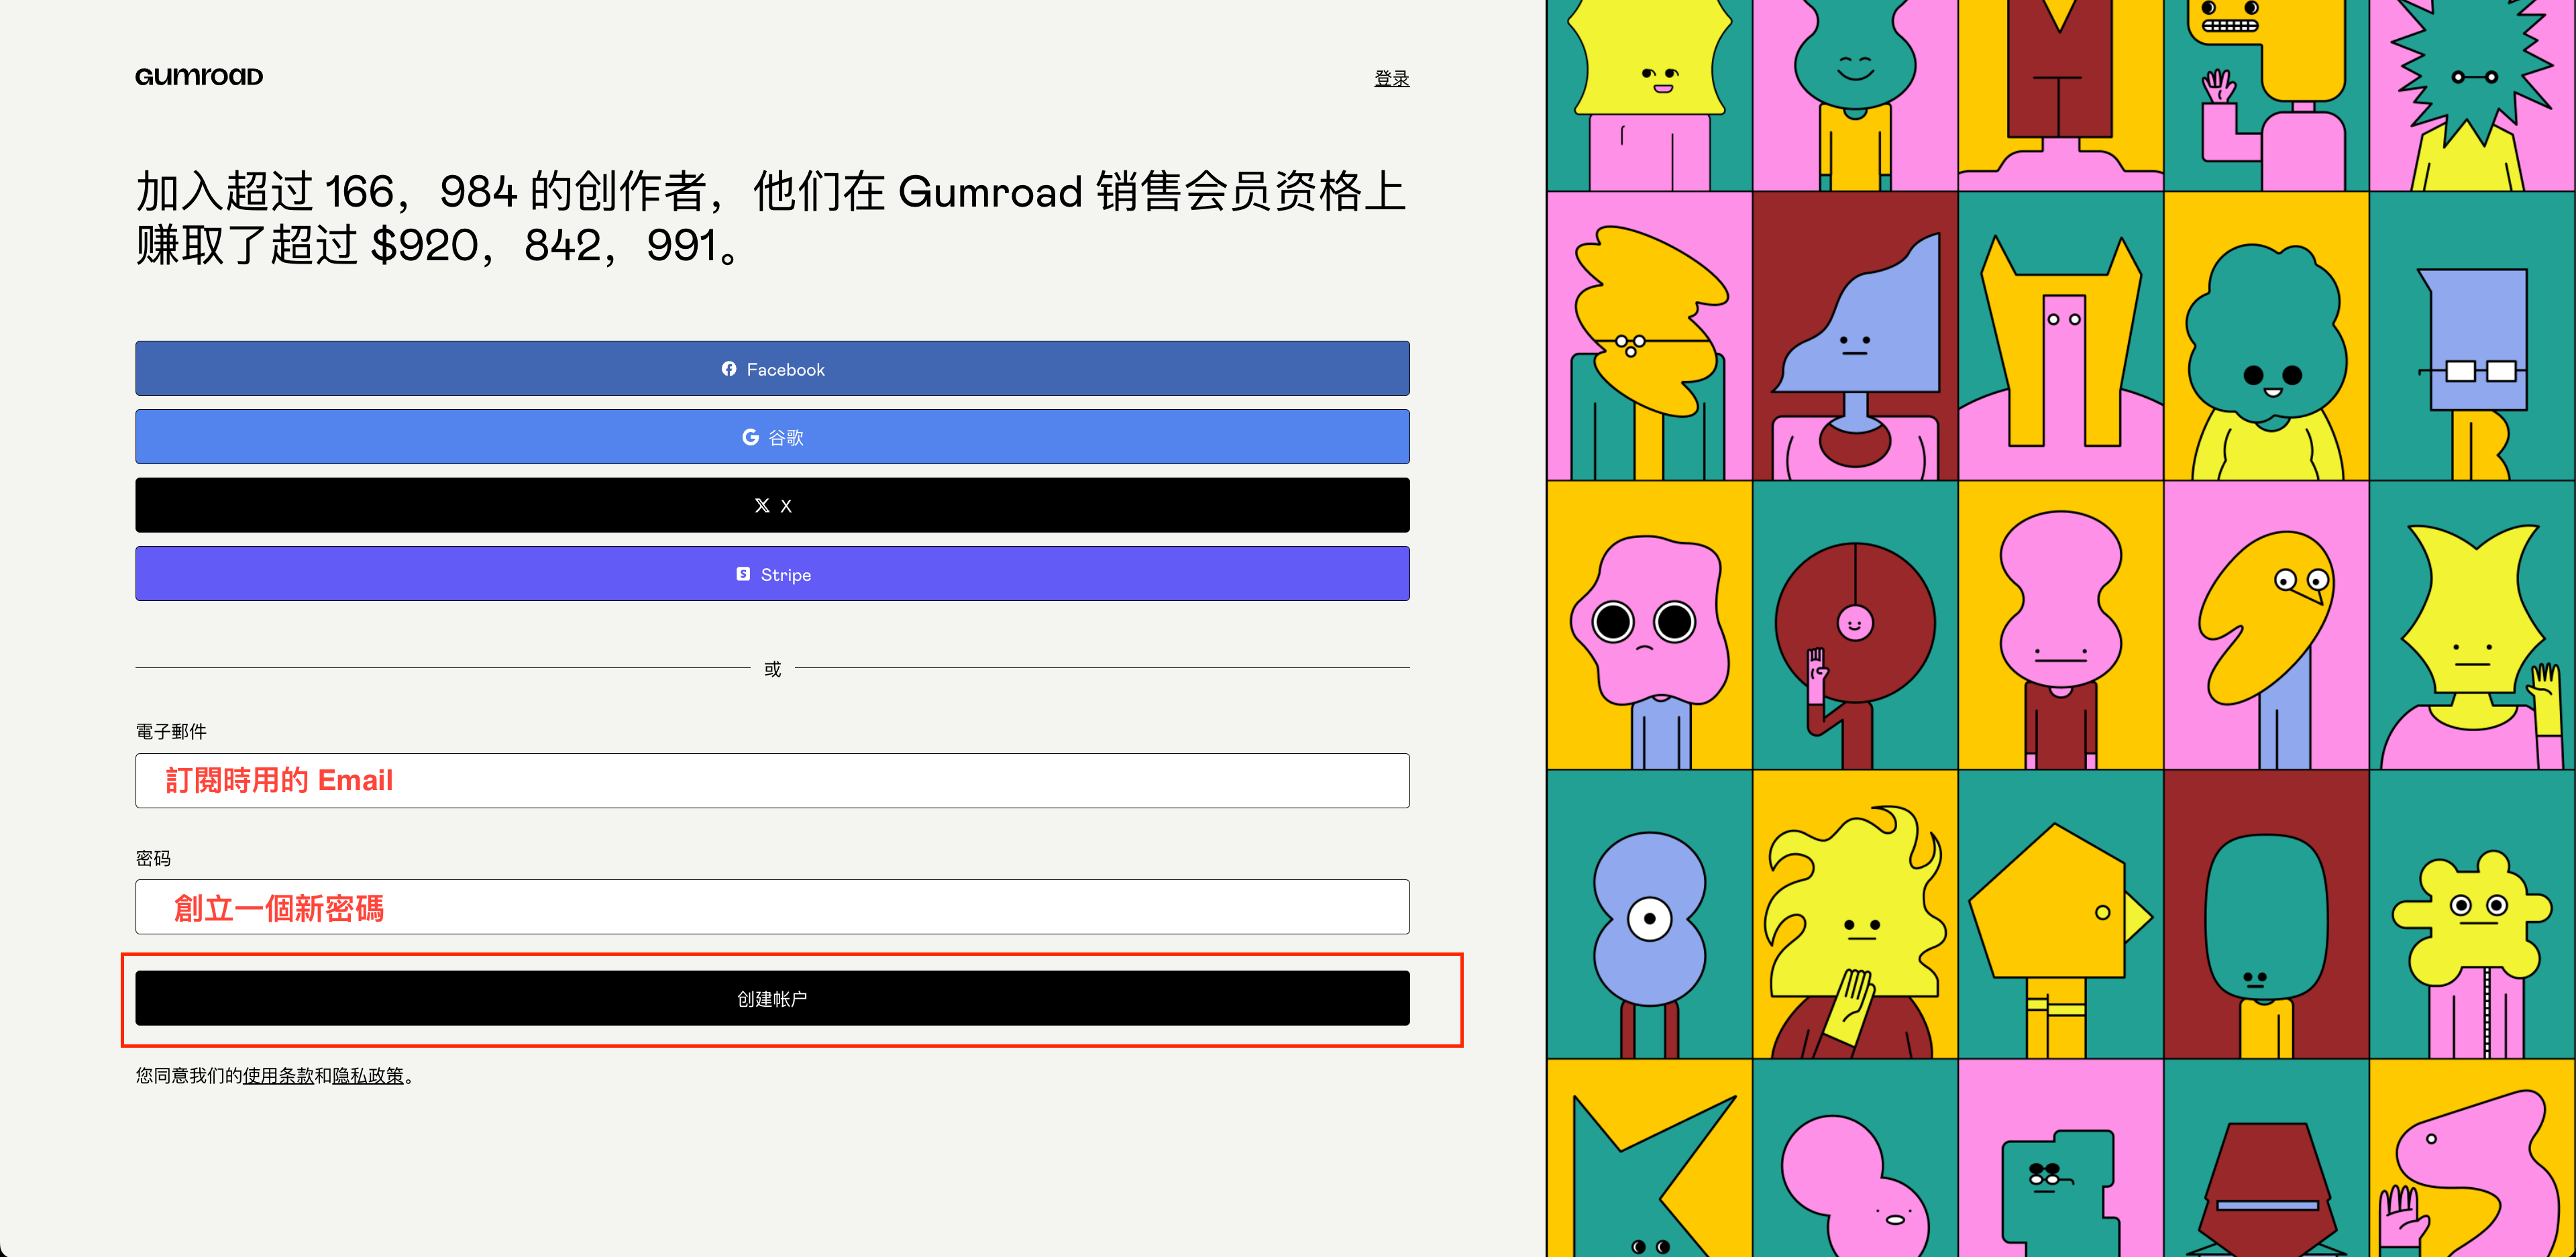 GUMROAD
登录
加入超过 166，984 的创作者，他们在 Gumroad 销售会员资格上
赚取了超过 $920，842，991。
Facebook
G 谷歌
X X
S Stripe
或
電子郵件
訂閱時用的 Email
密码
創立一個新密碼
创建帐户
您同意我们的使用条款和隐私政策。